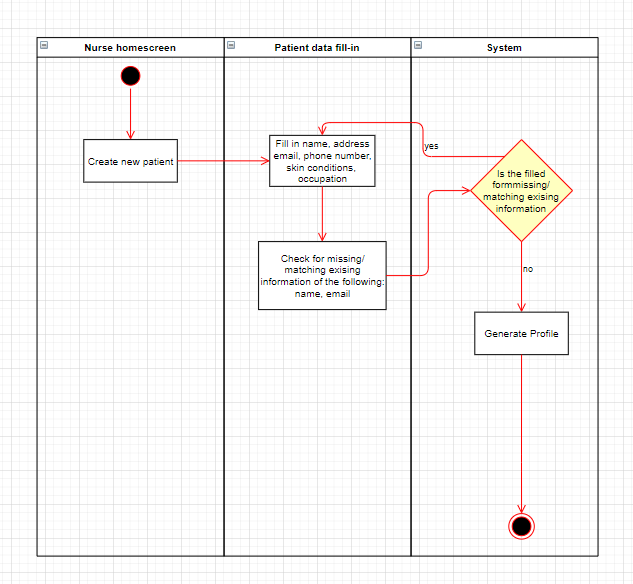 Nurse homescreen
Patient data fill-in
System
Create new patient
Fill in name, address
email, phone number,
skin conditions,
occupation
yes
Is the filled
formmissing/
matching exising
information
Check for missing/
matching exising
information of the following:
name, email
no
Generate Profile